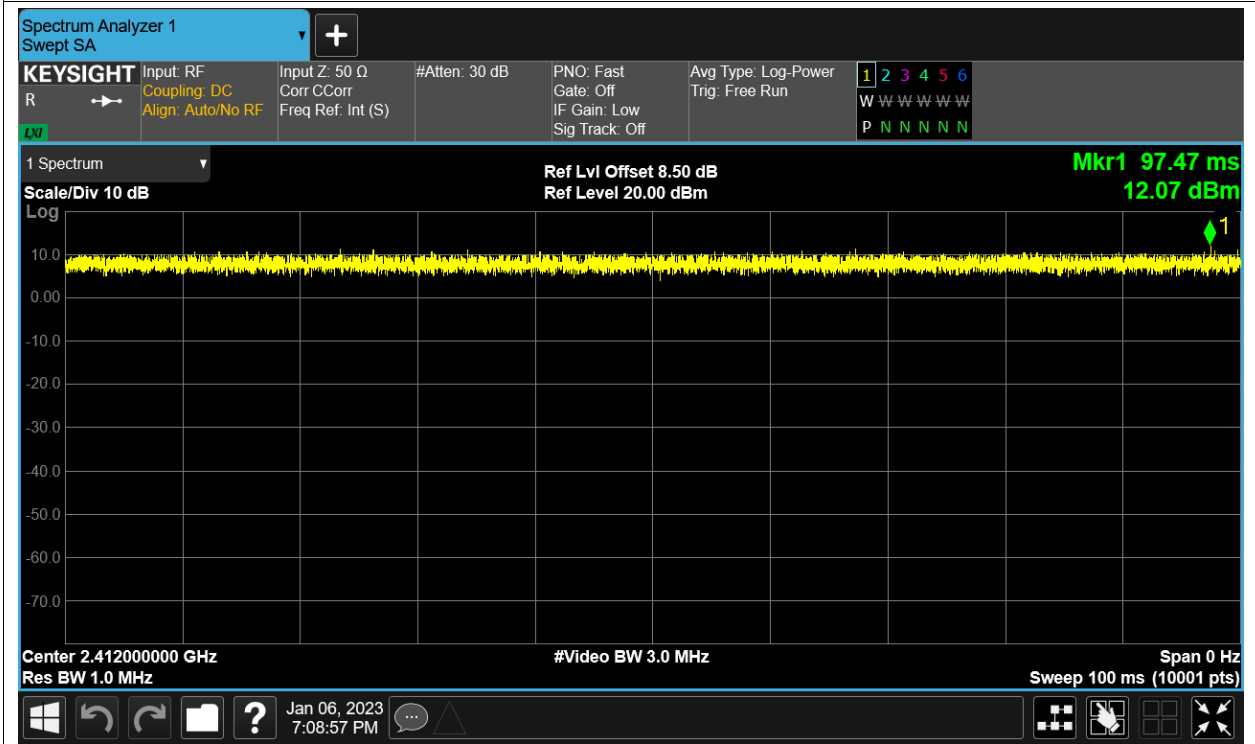 Spectrum Analyzer 1
Swept SA
KEYSIGHT
R
LXI
Input: RF
Coupling: DC
Align: Auto/No RF
Input Z: 50 Ω
Corr CCorr
Freq Ref: Int (S)
#Atten: 30 dB
PNO: Fast
Gate: Off
IF Gain: Low
Sig Track: Off
Avg Type: Log-Power
Trig: Free Run
1 2 3 4 5 6
W W W W W W
P N N N N N
1 Spectrum
Scale/Div 10 dB
Log
Ref Lvl Offset 8.50 dB
Ref Level 20.00 dBm
Mkr1 97.47 ms
12.07 dBm
1
10.0
0.00
-10.0
-20.0
-30.0
-40.0
-50.0
-60.0
-70.0
Center 2.412000000 GHz
Res BW 1.0 MHz
#Video BW 3.0 MHz
Span 0 Hz
Sweep 100 ms (10001 pts)
?
Jan 06, 2023
7:08:57 PM